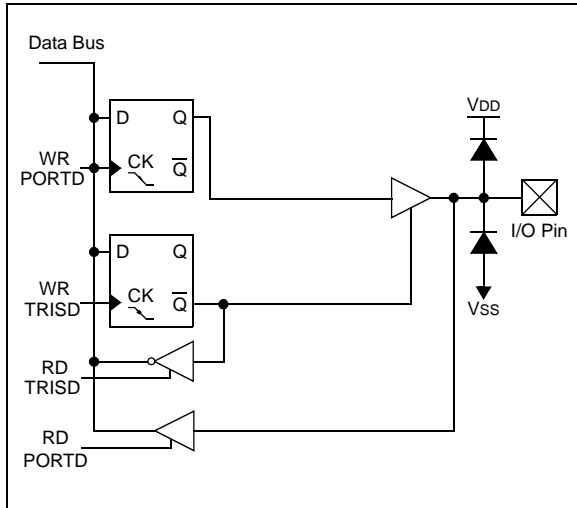 Data Bus
D Q
WR
PORTD
CK Q
VDD
I/O Pin
D Q
WR
TRISD
CK Q
VSS
RD
TRISD
RD
PORTD